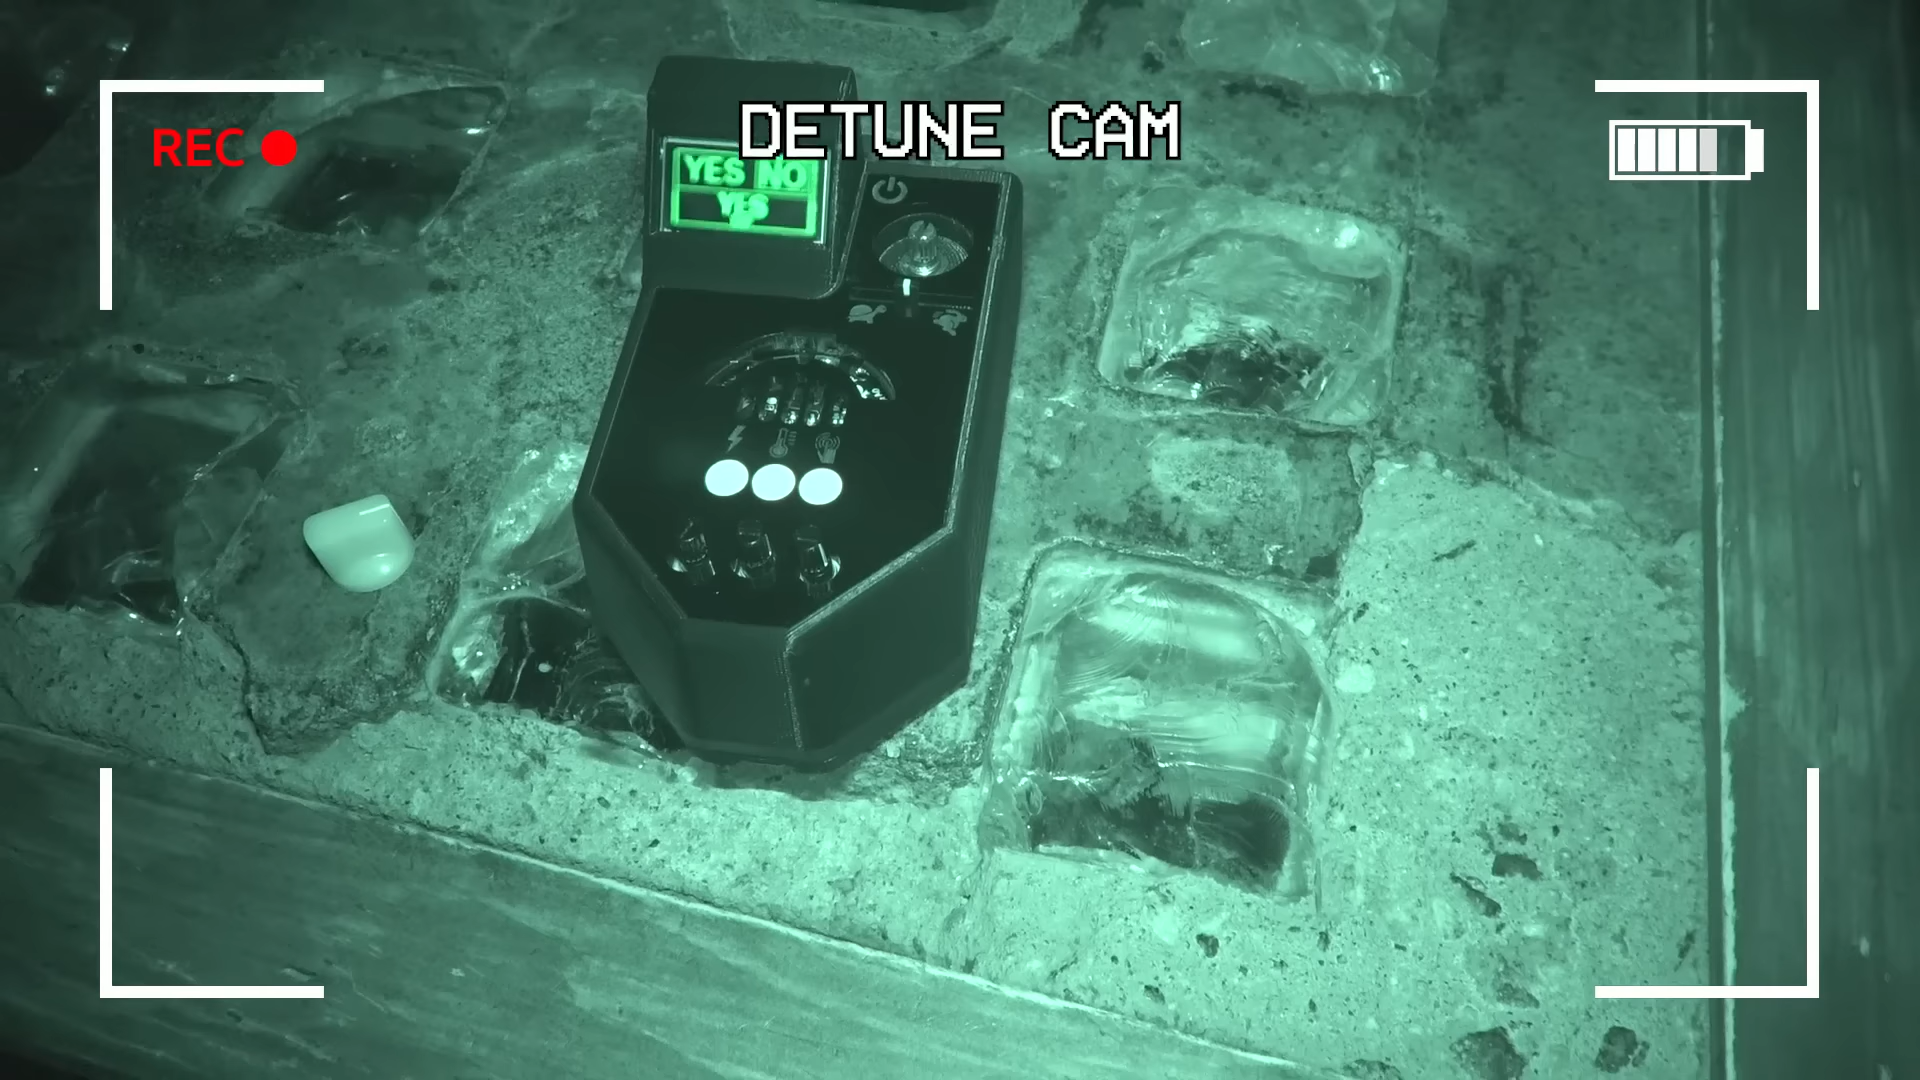 DETUNE CAM
REC
YES NO
YES